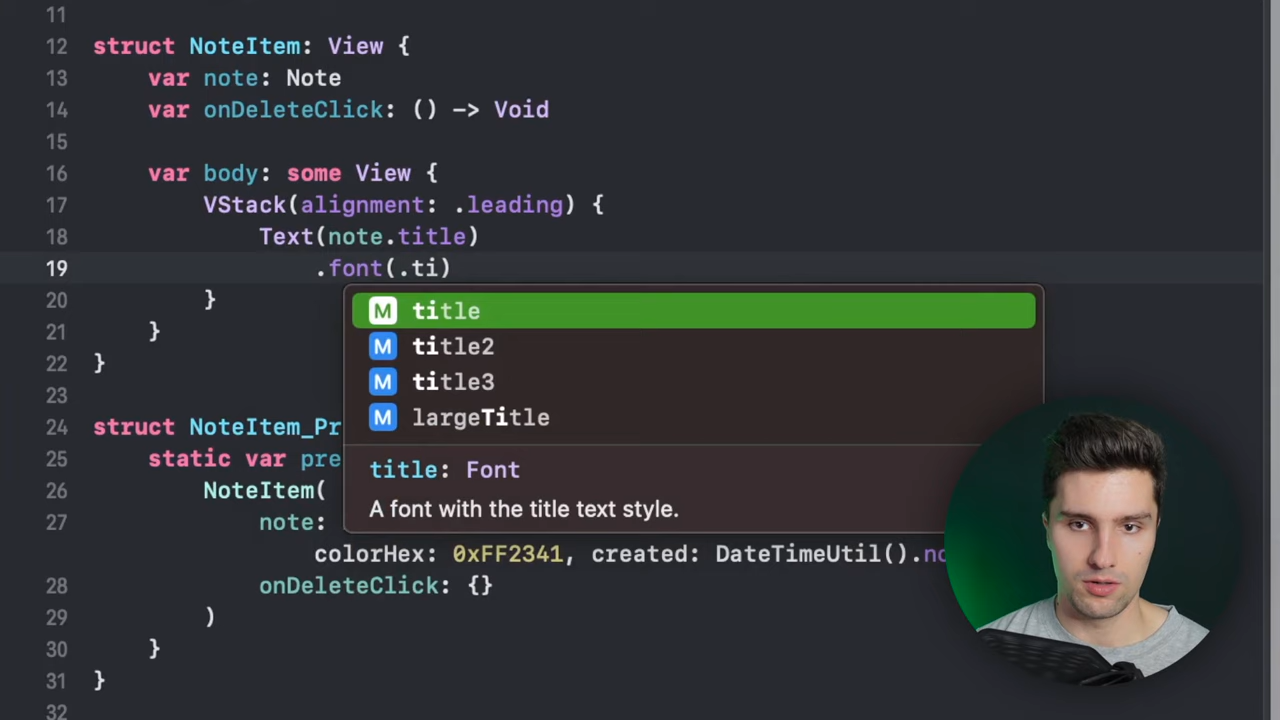 11
12 struct NoteItem: View {
13 var note: Note
14 var onDeleteClick: () -> Void
15
16 var body: some View {
17 VStack(alignment: .leading) {
18 Text(note.title)
19 .font(.ti)
20 }
21 }
22 }
23
24 struct NoteItem_Pr
25 static var pre
26 NoteItem(
27 note:
colorHex: 0xFF2341, created: DateTimeUtil().no
28 onDeleteClick: {}
29 )
30 }
31 }
32
M title
M title2
M title3
M largeTitle
title: Font
A font with the title text style.